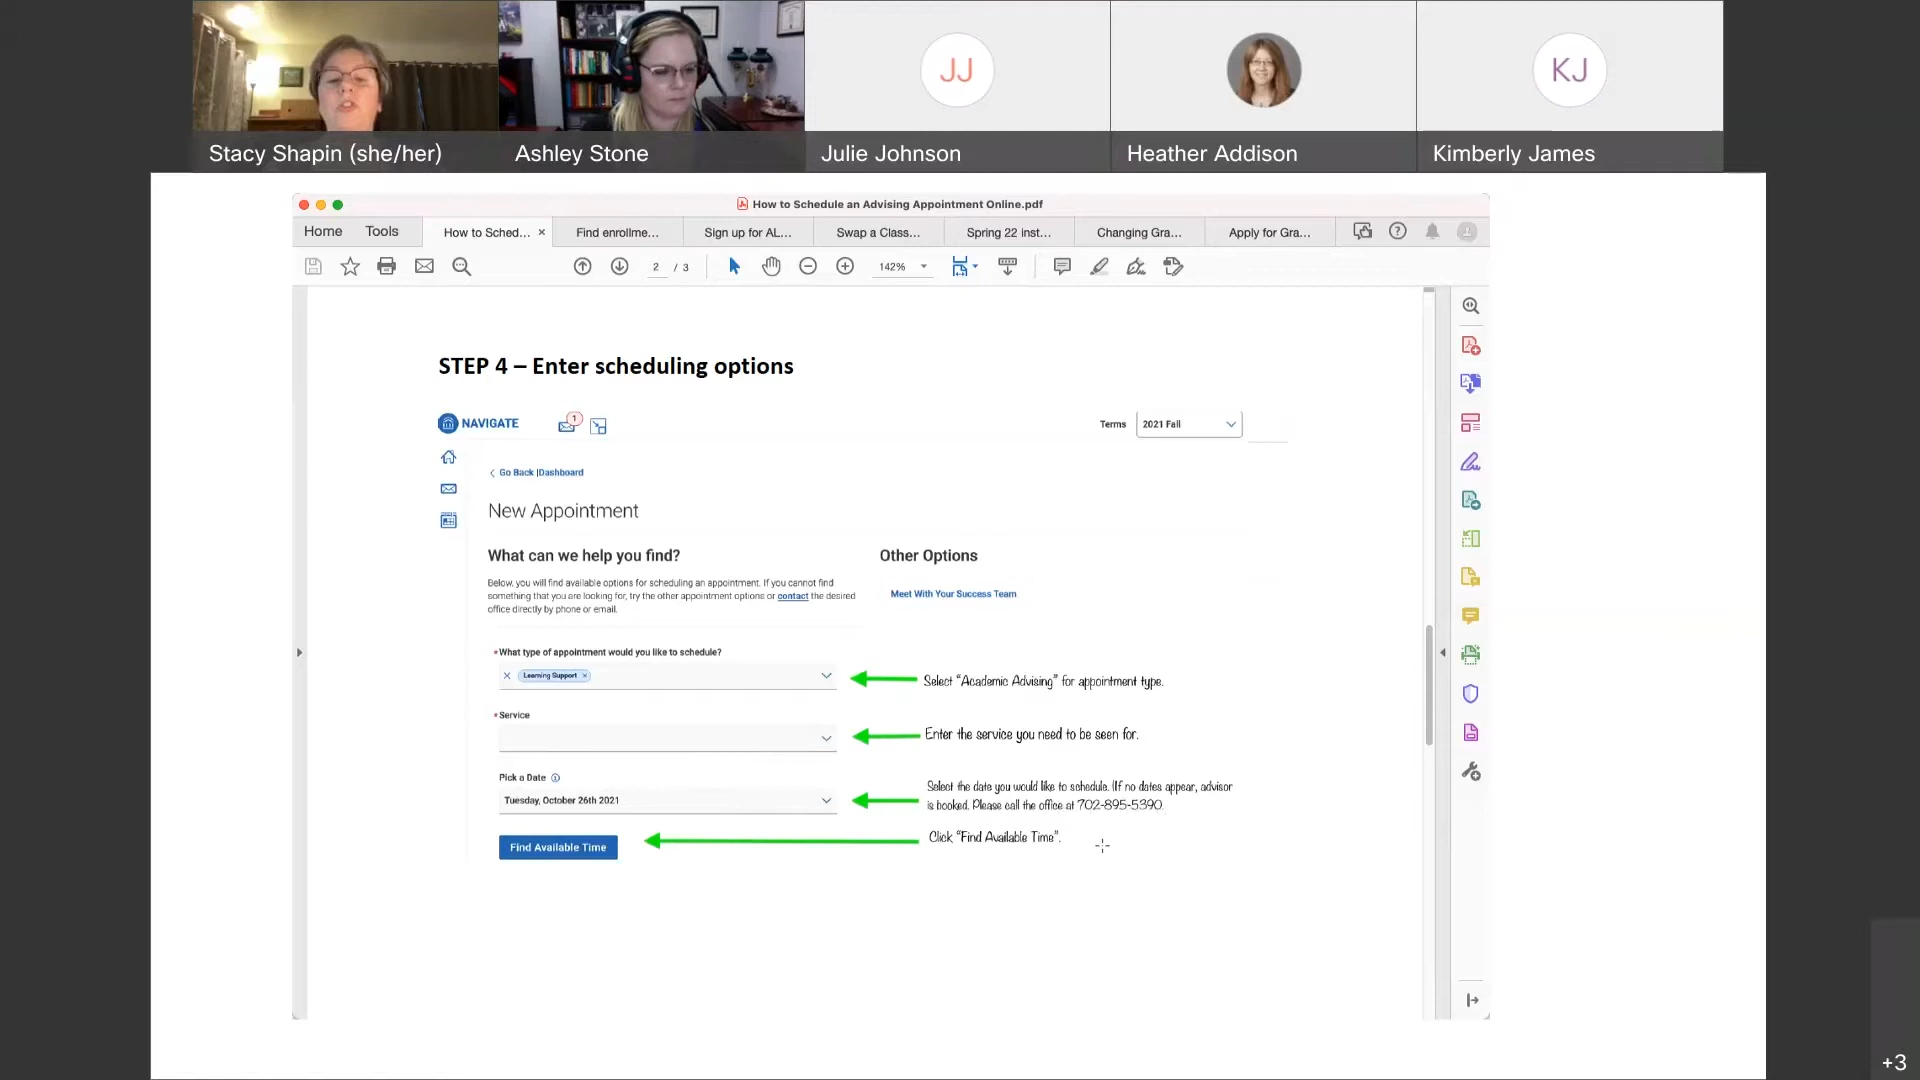 JJ
KJ
Stacy Shapin (she/her)
Ashley Stone
Julie Johnson
Heather Addison
Kimberly James
How to Schedule an Advising Appointment Online.pdf
Home
Tools
How to Sched...
Find enrollme...
Sign up for AL...
Swap a Class...
Spring 22 inst...
Changing Gra...
Apply for Gra...
2 / 3
142%
STEP 4 – Enter scheduling options
NAVIGATE
1
Terms
2021 Fall
Go Back |Dashboard
New Appointment
What can we help you find?
Below, you will find available options for scheduling an appointment. If you cannot find
something that you are looking for, try the other appointment options or contact the desired
office directly by phone or email.
Other Options
Meet With Your Success Team
*What type of appointment would you like to schedule?
Learning Support
Select "Academic Advising" for appointment type.
*Service
Enter the service you need to be seen for.
Pick a Date
Tuesday, October 26th 2021
Select the date you would like to schedule. (If no dates appear, advisor
is booked. Please call the office at 702-895-5390.
Find Available Time
Click "Find Available Time".
+3